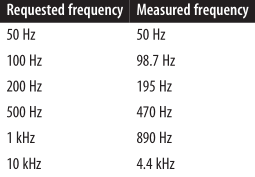 Requested frequency Measured frequency
50 Hz 50 Hz
100 Hz 98.7 Hz
200 Hz 195 Hz
500 Hz 470 Hz
1 kHz 890 Hz
10 kHz 4.4 kHz